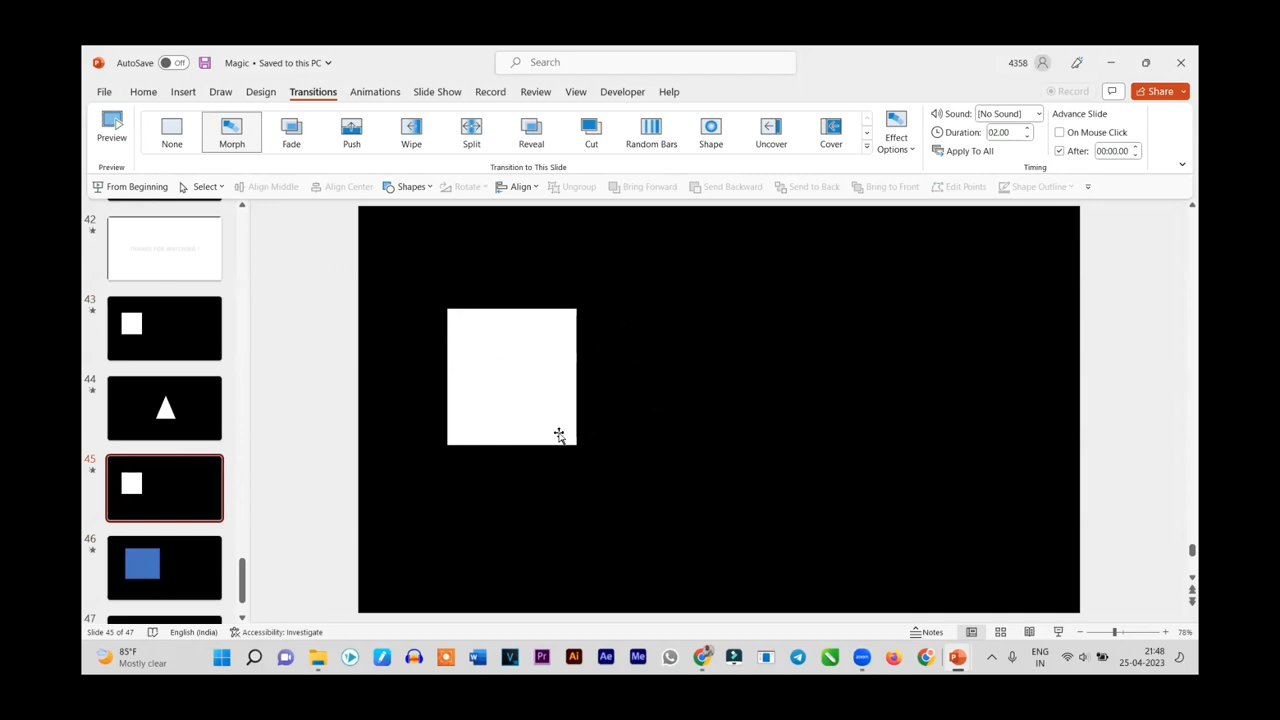 AutoSave Off Magic • Saved to this PC Search 4358
File Home Insert Draw Design Transitions Animations Slide Show Record Review View Developer Help Record Share
Preview None Morph Fade Push Wipe Split Reveal Cut Random Bars Shape Uncover Cover Effect Options
Sound: [No Sound] Advance Slide
Duration: 02.00 On Mouse Click
Apply To All After: 00:00.00
Preview Transition to This Slide Timing
From Beginning Select Align Middle Align Center Shapes Rotate Align Ungroup Bring Forward Send Backward Send to Back Bring to Front Edit Points Shape Outline
42
THANKS FOR WATCHING
43
44
45
46
47
Slide 45 of 47 English (India) Accessibility: Investigate Notes 78%
85°F
Mostly clear
ENG
IN
21:48
25-04-2023